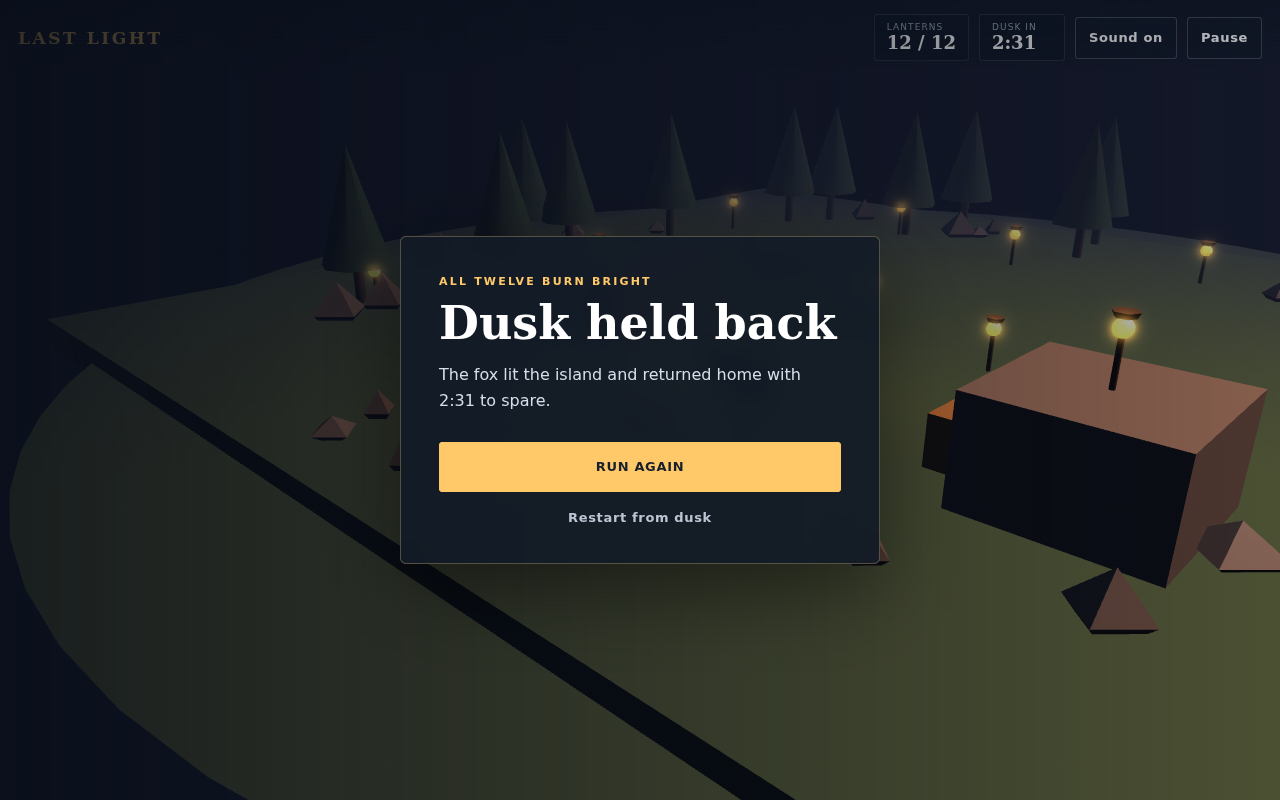 LAST LIGHT
LANTERNS
12 / 12
DUSK IN
2:31
Sound on
Pause
ALL TWELVE BURN BRIGHT
Dusk held back
The fox lit the island and returned home with
2:31 to spare.
RUN AGAIN
Restart from dusk